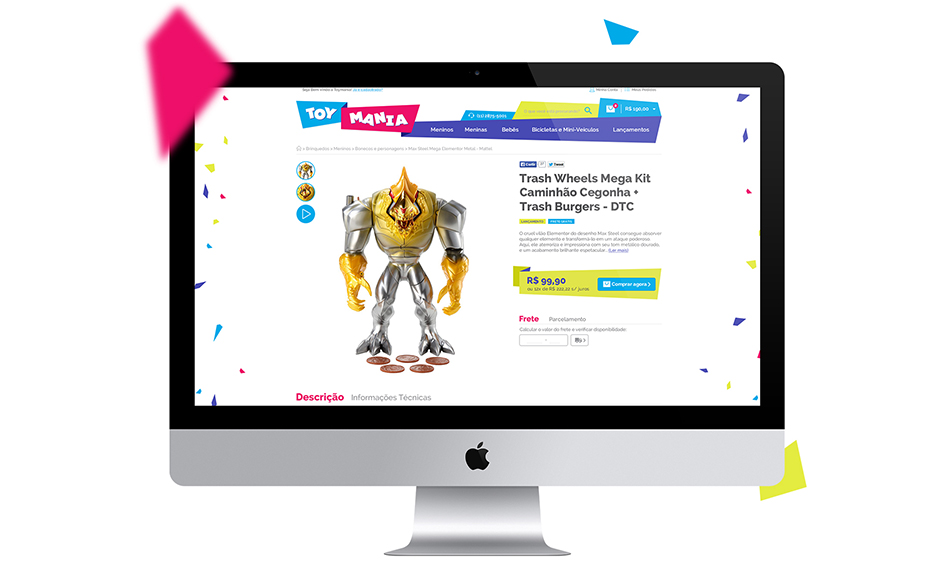 Seja Bem vindo a Toymania!
Minha Conta
Meus Pedidos
TOY MANIA
(11) 2875-5001
R$ 190,00
Meninos Meninas Bebês Bicicletas e Mini-Veículos Lançamentos
> Brinquedos > Meninos > Bonecos e personagens > Max Steel Mega Elementor Metal - Mattel
Curtir
Tweet
Trash Wheels Mega Kit
Caminhão Cegonha +
Trash Burgers - DTC
LANÇAMENTO FRETE GRÁTIS
O cruel vilão Elementor do desenho Max Steel consegue absorver
qualquer elemento e transformá-lo em um ataque poderoso.
Aqui, ele aterroriza e impressiona com seu tom metálico dourado,
e um acabamento brilhante espetacular. (Ler mais)
R$ 99,90
ou 12x de R$ 222,22 s/ juros
Comprar agora >
Frete Parcelamento
Calcular o valor do frete e verificar disponibilidade:
Descrição Informações Técnicas